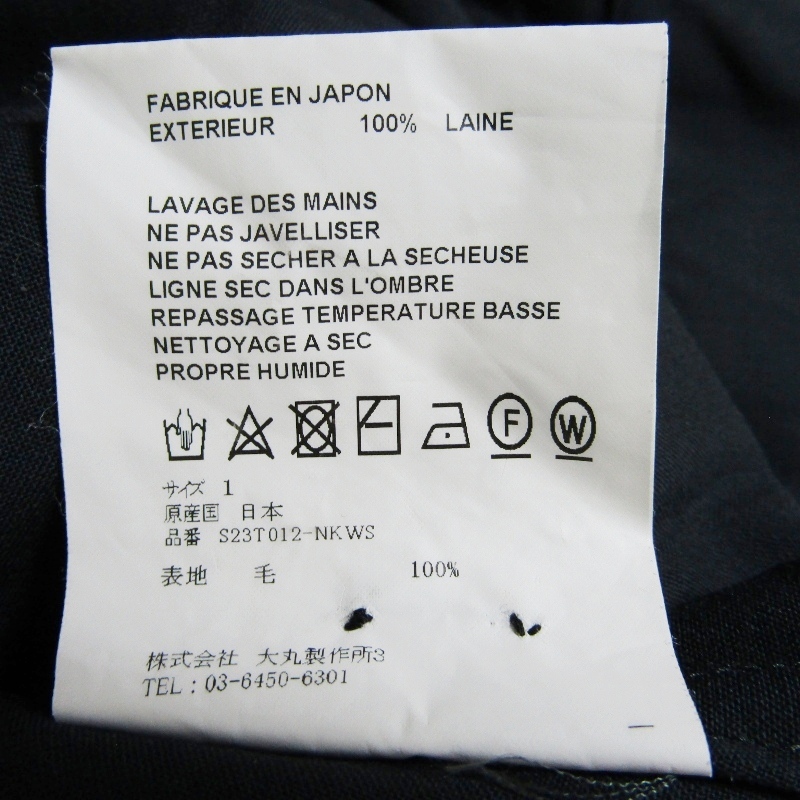 FABRIQUE EN JAPON
EXTERIEUR 100% LAINE
LAVAGE DES MAINS
NE PAS JAVELLISER
NE PAS SECHER A LA SECHEUSE
LIGNE SEC DANS L'OMBRE
REPASSAGE TEMPERATURE BASSE
NETTOYAGE A SEC
PROPRE HUMIDE
F W
サイズ 1
原産国 日本
品番 S23T012-NKWS
表地 毛 100%
株式会社 大丸製作所3
TEL：03-6450-6301